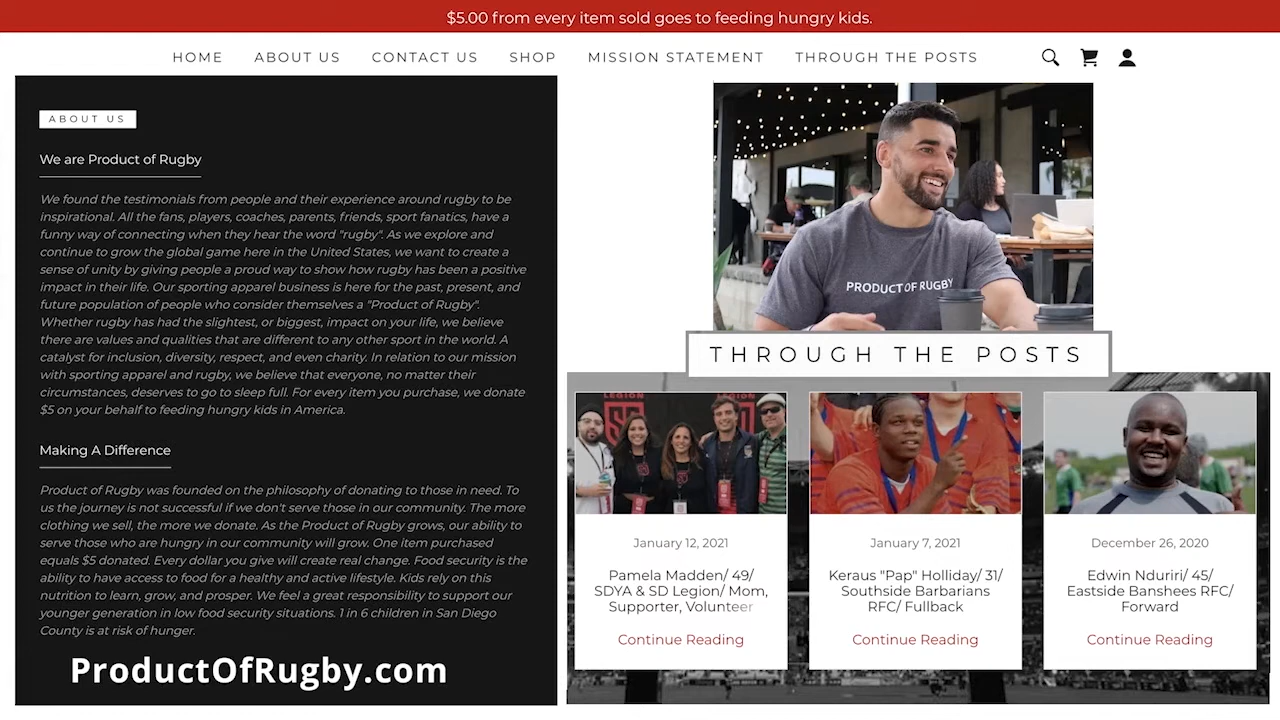 $5.00 from every item sold goes to feeding hungry kids.
HOME ABOUT US CONTACT US SHOP MISSION STATEMENT THROUGH THE POSTS
ABOUT US
We are Product of Rugby
We found the testimonials from people and their experience around rugby to be
inspirational. All the fans, players, coaches, parents, friends, sport fanatics, have a
funny way of connecting when they hear the word "rugby". As we explore and
continue to grow the global game here in the United States, we want to create a
sense of unity by giving people a proud way to show how rugby has been a positive
impact in their life. Our sporting apparel business is here for the past, present, and
future population of people who consider themselves a "Product of Rugby".
Whether rugby has had the slightest, or biggest, impact on your life, we believe
there are values and qualities that are different to any other sport in the world. A
catalyst for inclusion, diversity, respect, and even charity. In relation to our mission
with sporting apparel and rugby, we believe that everyone, no matter their
circumstances, deserves to go to sleep full. For every item you purchase, we donate
$5 on your behalf to feeding hungry kids in America.
Making A Difference
Product of Rugby was founded on the philosophy of donating to those in need. To
us the journey is not successful if we don't serve those in our community. The more
clothing we sell, the more we donate. As the Product of Rugby grows, our ability to
serve those who are hungry in our community will grow. One item purchased
equals $5 donated. Every dollar you give will create real change. Food security is the
ability to have access to food for a healthy and active lifestyle. Kids rely on this
nutrition to learn, grow, and prosper. We feel a great responsibility to support our
younger generation in low food security situations. 1 in 6 children in San Diego
County is at risk of hunger.
ProductOfRugby.com
PRODUCT OF RUGBY
THROUGH THE POSTS
LEGION
January 12, 2021
Pamela Madden/ 49/
SDYA & SD Legion/ Mom,
Supporter, Volunteer
Continue Reading
January 7, 2021
Keraus "Pap" Holliday/ 31/
Southside Barbarians
RFC/ Fullback
Continue Reading
December 26, 2020
Edwin Nduriri/ 45/
Eastside Banshees RFC/
Forward
Continue Reading